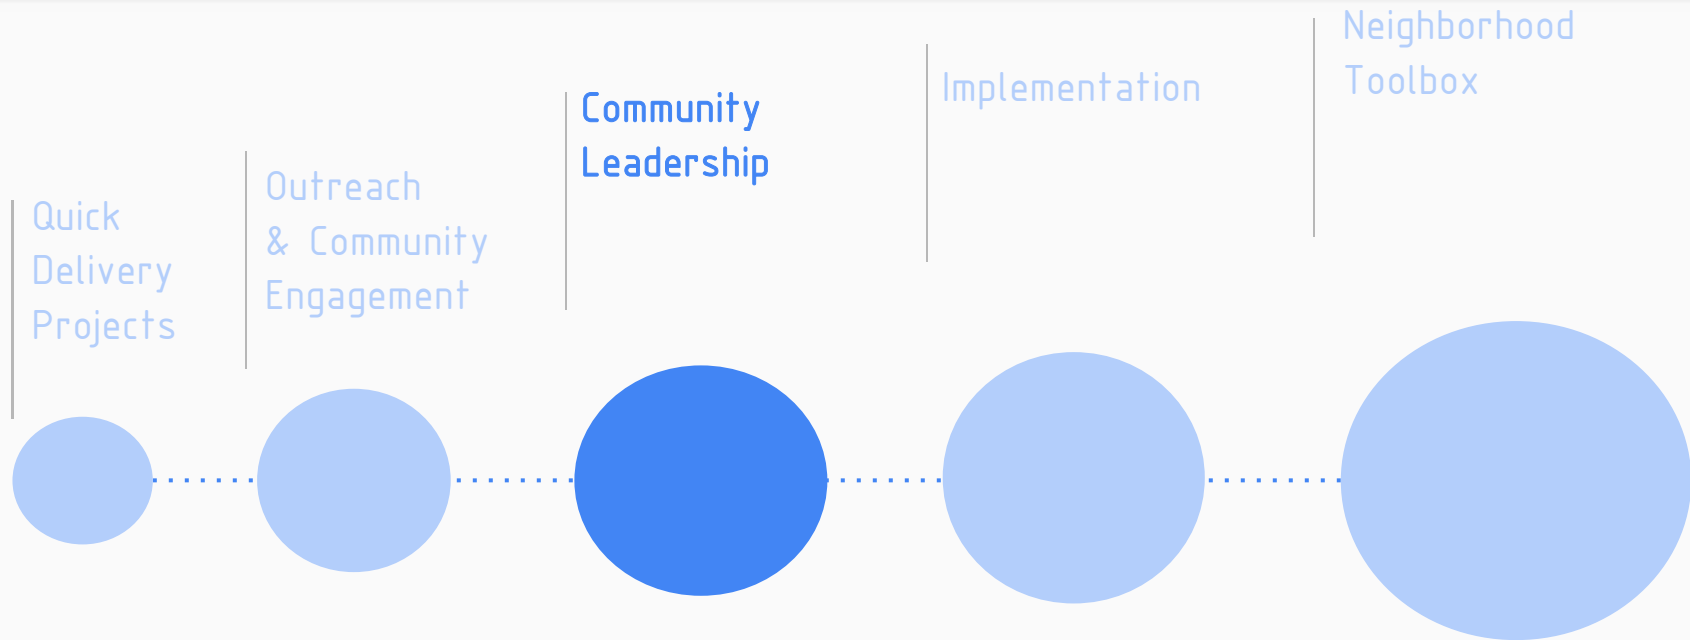 Quick
Delivery
Projects
Outreach
& Community
Engagement
Community
Leadership
Implementation
Neighborhood
Toolbox